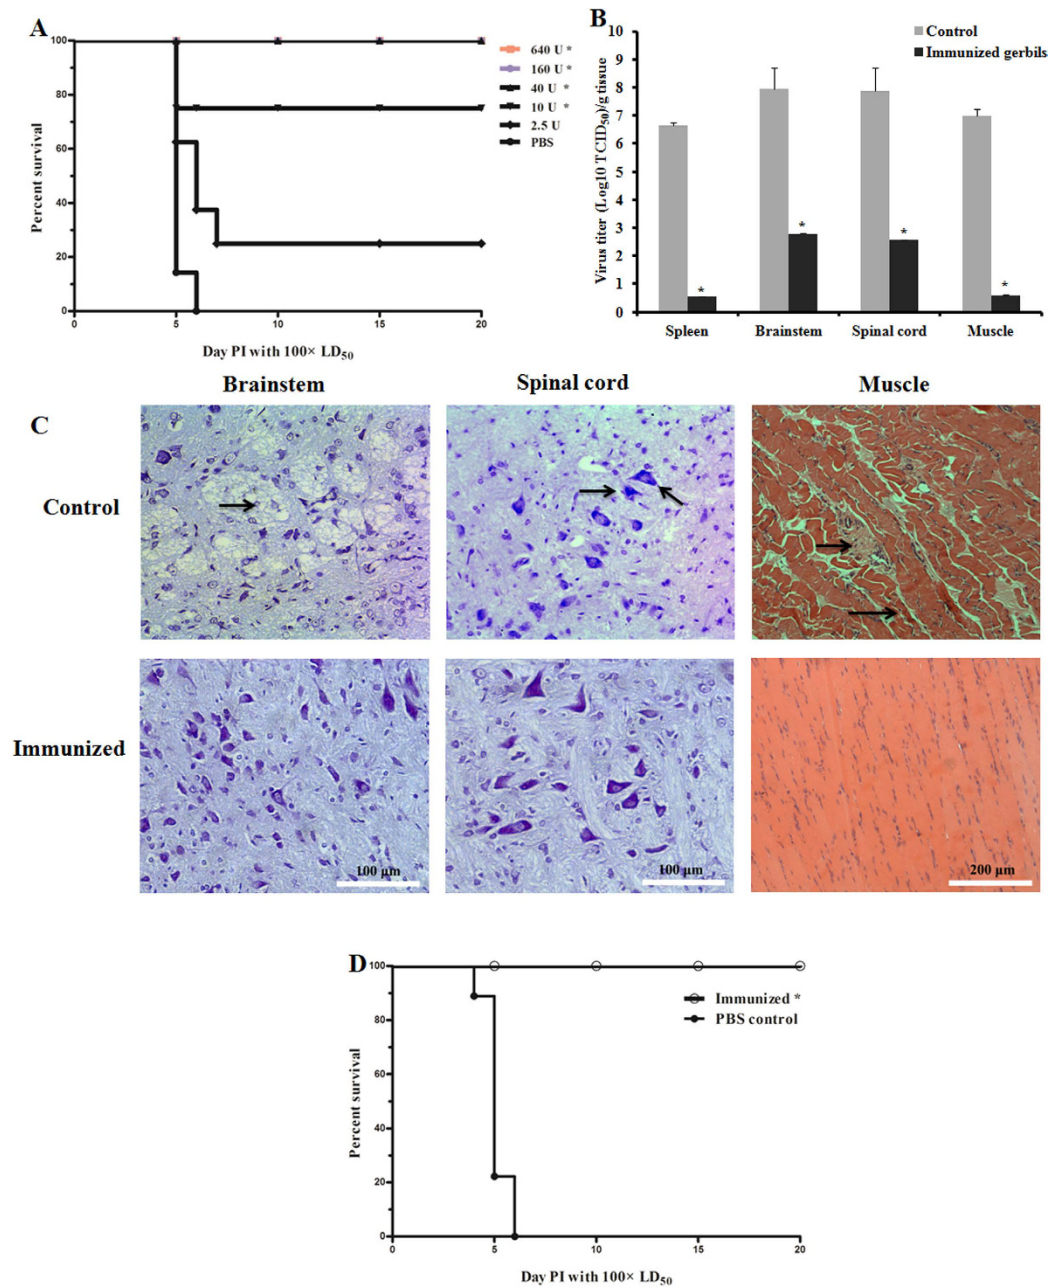 A
Percent survival
100
80
60
40
20
0
0 5 10 15 20
Day PI with 100× LD50
640 U *
160 U *
40 U *
10 U *
2.5 U
PBS
B
Virus titer (Log10 TCID50)/g tissue
10
9
8
7
6
5
4
3
2
1
0
Control
Immunized gerbils
* * * *
Spleen Brainstem Spinal cord Muscle
C
Brainstem Spinal cord Muscle
Control
Immunized
100 µm 100 µm 200 µm
D
Percent survival
100
80
60
40
20
0
0 5 10 15 20
Day PI with 100× LD50
Immunized *
PBS control